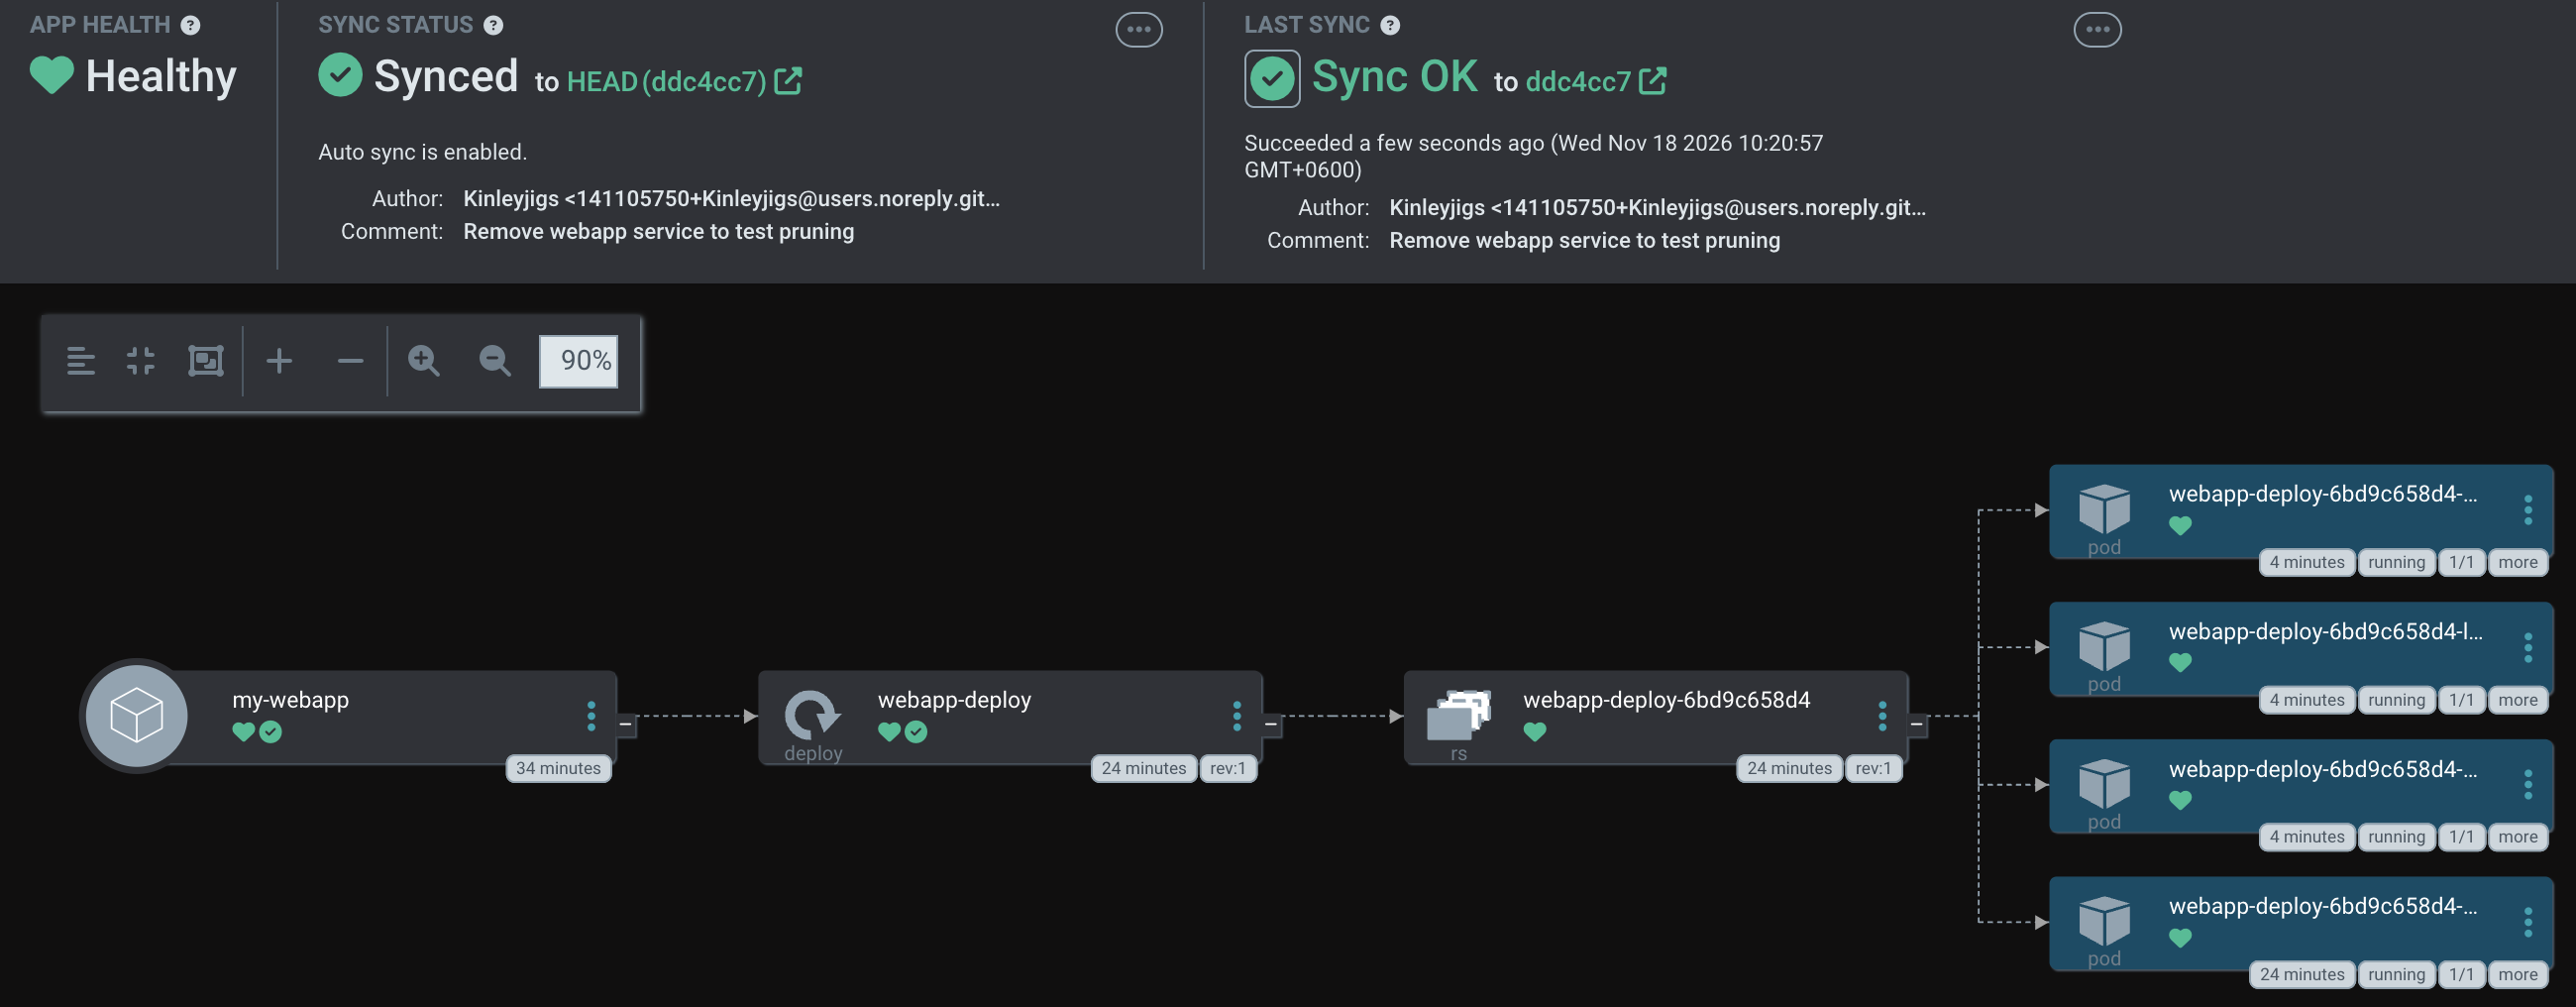 APP HEALTH ?
Healthy
SYNC STATUS ?
Synced to HEAD (ddc4cc7)
Auto sync is enabled.
Author: Kinleyjigs <141105750+Kinleyjigs@users.noreply.git...
Comment: Remove webapp service to test pruning
LAST SYNC ?
Sync OK to ddc4cc7
Succeeded a few seconds ago (Wed Nov 18 2026 10:20:57
GMT+0600)
Author: Kinleyjigs <141105750+Kinleyjigs@users.noreply.git...
Comment: Remove webapp service to test pruning
90%
my-webapp
34 minutes
webapp-deploy
deploy
24 minutes rev:1
webapp-deploy-6bd9c658d4
rs
24 minutes rev:1
webapp-deploy-6bd9c658d4-...
pod
4 minutes running 1/1 more
webapp-deploy-6bd9c658d4-l...
pod
4 minutes running 1/1 more
webapp-deploy-6bd9c658d4-...
pod
4 minutes running 1/1 more
webapp-deploy-6bd9c658d4-...
pod
24 minutes running 1/1 more